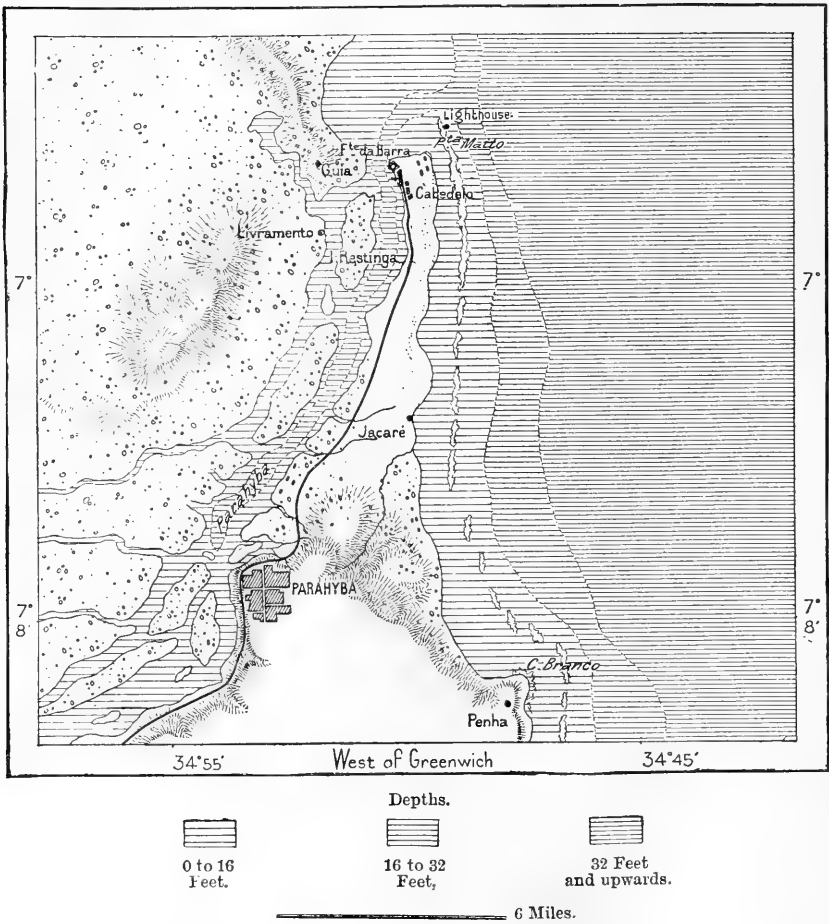 Lighthouse
Pta Matto
Fte da Barra
Guia
Cabedelo
Livramento
I. Restinga
7°
7°
Jacaré
Parahyba
PARAHYBA
7°
8'
7°
8'
C. Branco
Penha
34°55'
West of Greenwich
34°45'
Depths.
0 to 16
Feet.
16 to 32
Feet,
32 Feet
and upwards.
6 Miles.